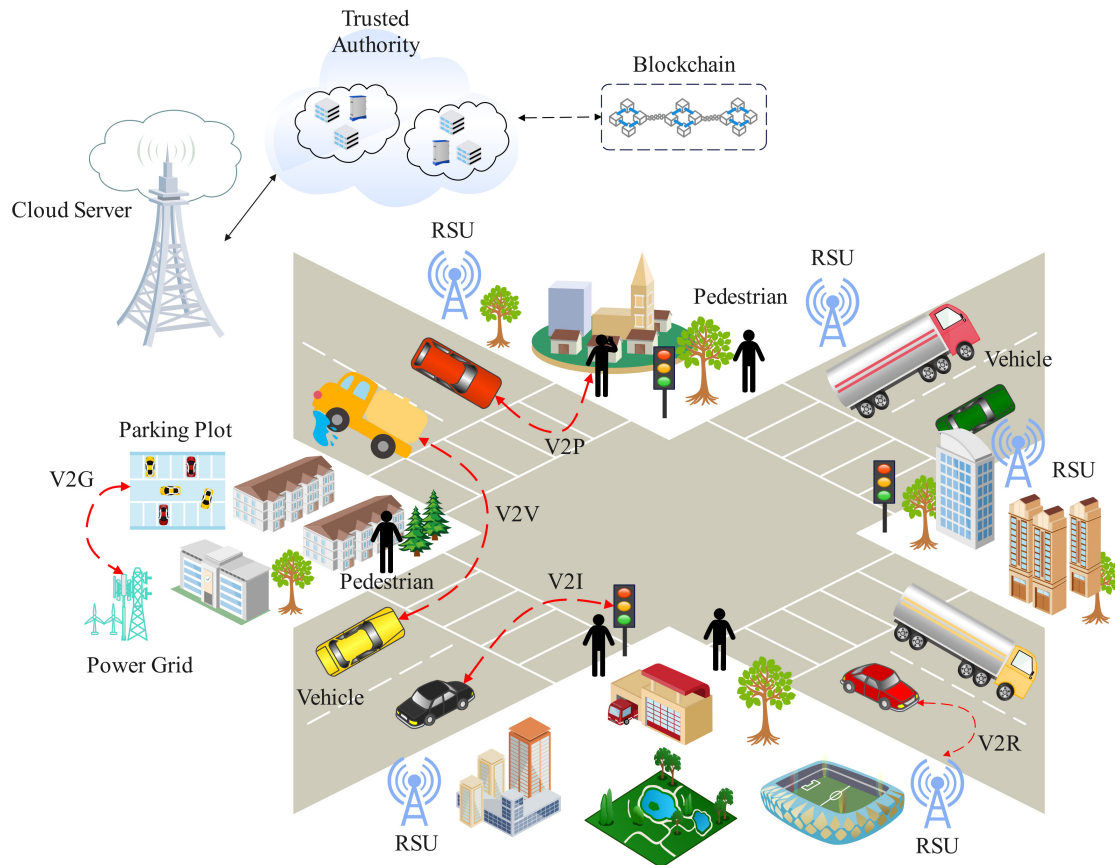 Trusted
Authority
Blockchain
Cloud Server
RSU
RSU
Pedestrian
Vehicle
Parking Plot
V2P
V2G
RSU
V2V
Pedestrian
V2I
Power Grid
Vehicle
V2R
RSU
RSU